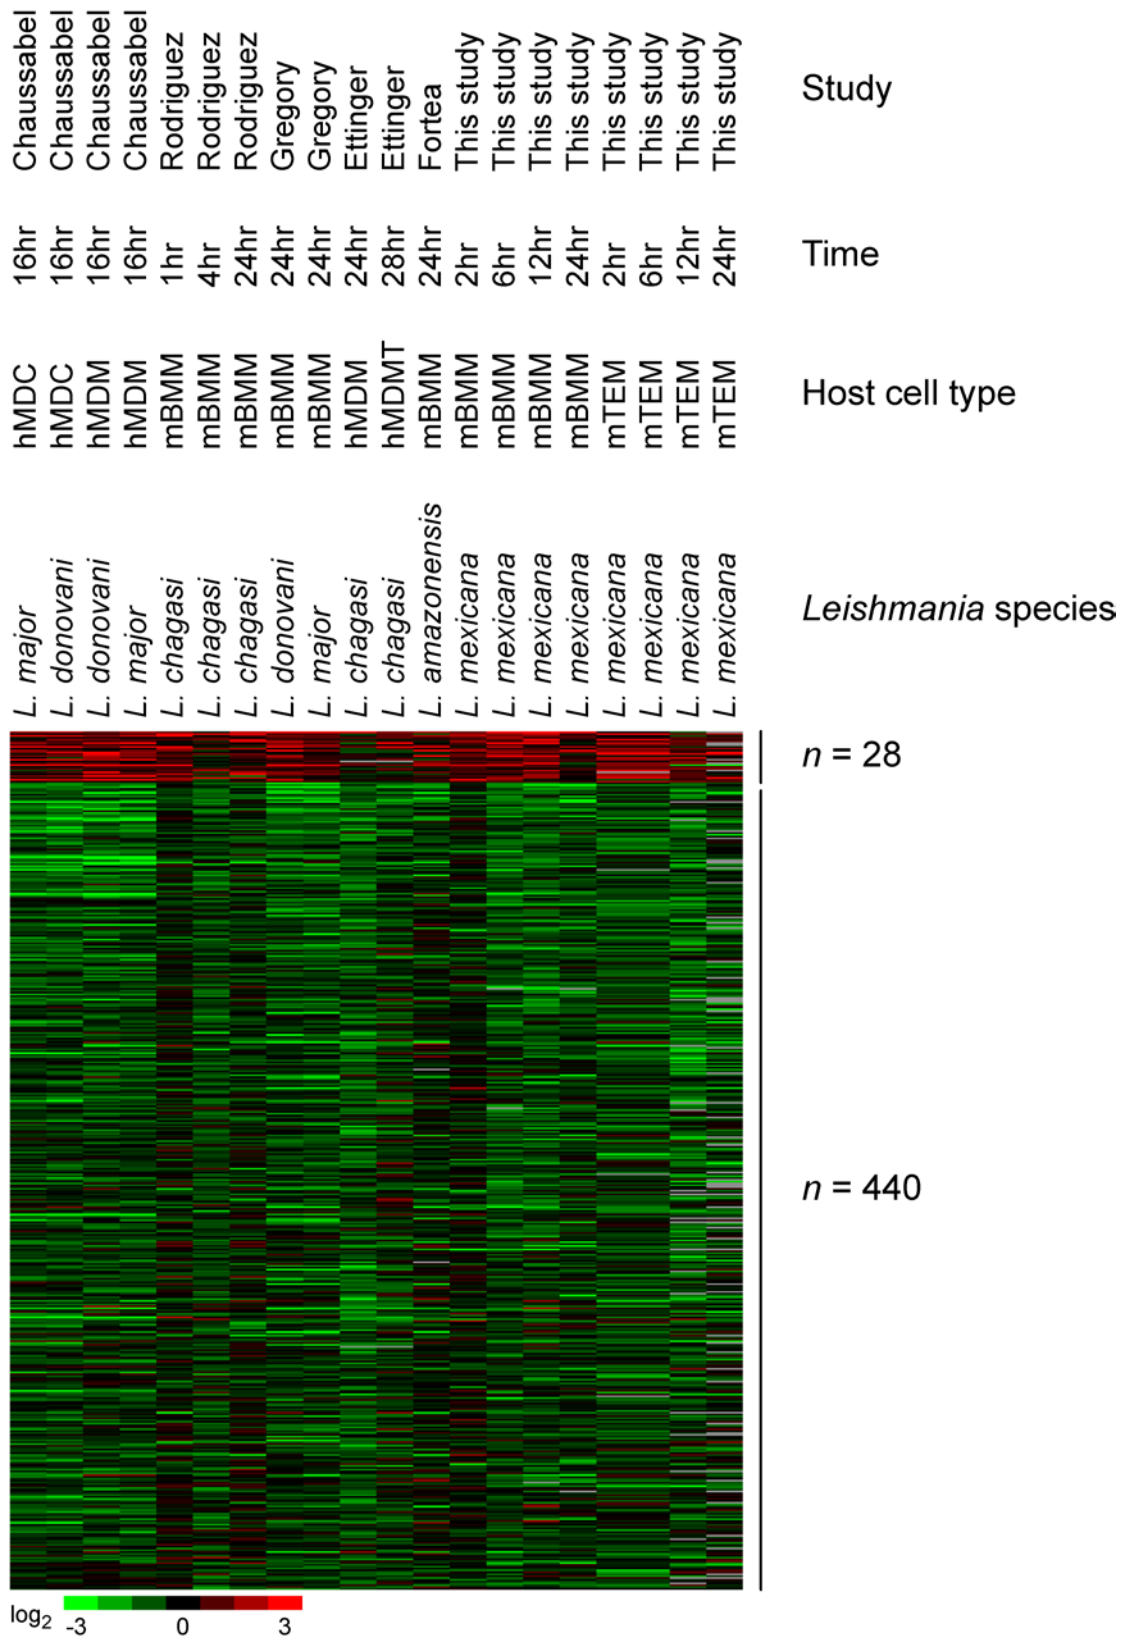 Chaussabel Chaussabel Chaussabel Chaussabel Rodriguez Rodriguez Rodriguez Gregory Gregory Ettinger Ettinger Fortea This study This study This study This study This study This study This study This study Study
16hr 16hr 16hr 16hr 1hr 4hr 24hr 24hr 24hr 24hr 28hr 24hr 2hr 6hr 12hr 24hr 2hr 6hr 12hr 24hr Time
hMDC hMDC hMDM hMDM mBMM mBMM mBMM mBMM mBMM hMDM hMDMT mBMM mBMM mBMM mBMM mBMM mTEM mTEM mTEM mTEM Host cell type
L. major L. donovani L. donovani L. major L. chagasi L. chagasi L. chagasi L. donovani L. major L. chagasi L. chagasi L. amazonensis L. mexicana L. mexicana L. mexicana L. mexicana L. mexicana L. mexicana L. mexicana L. mexicana Leishmania species
n = 28
n = 440
log2 -3 0 3